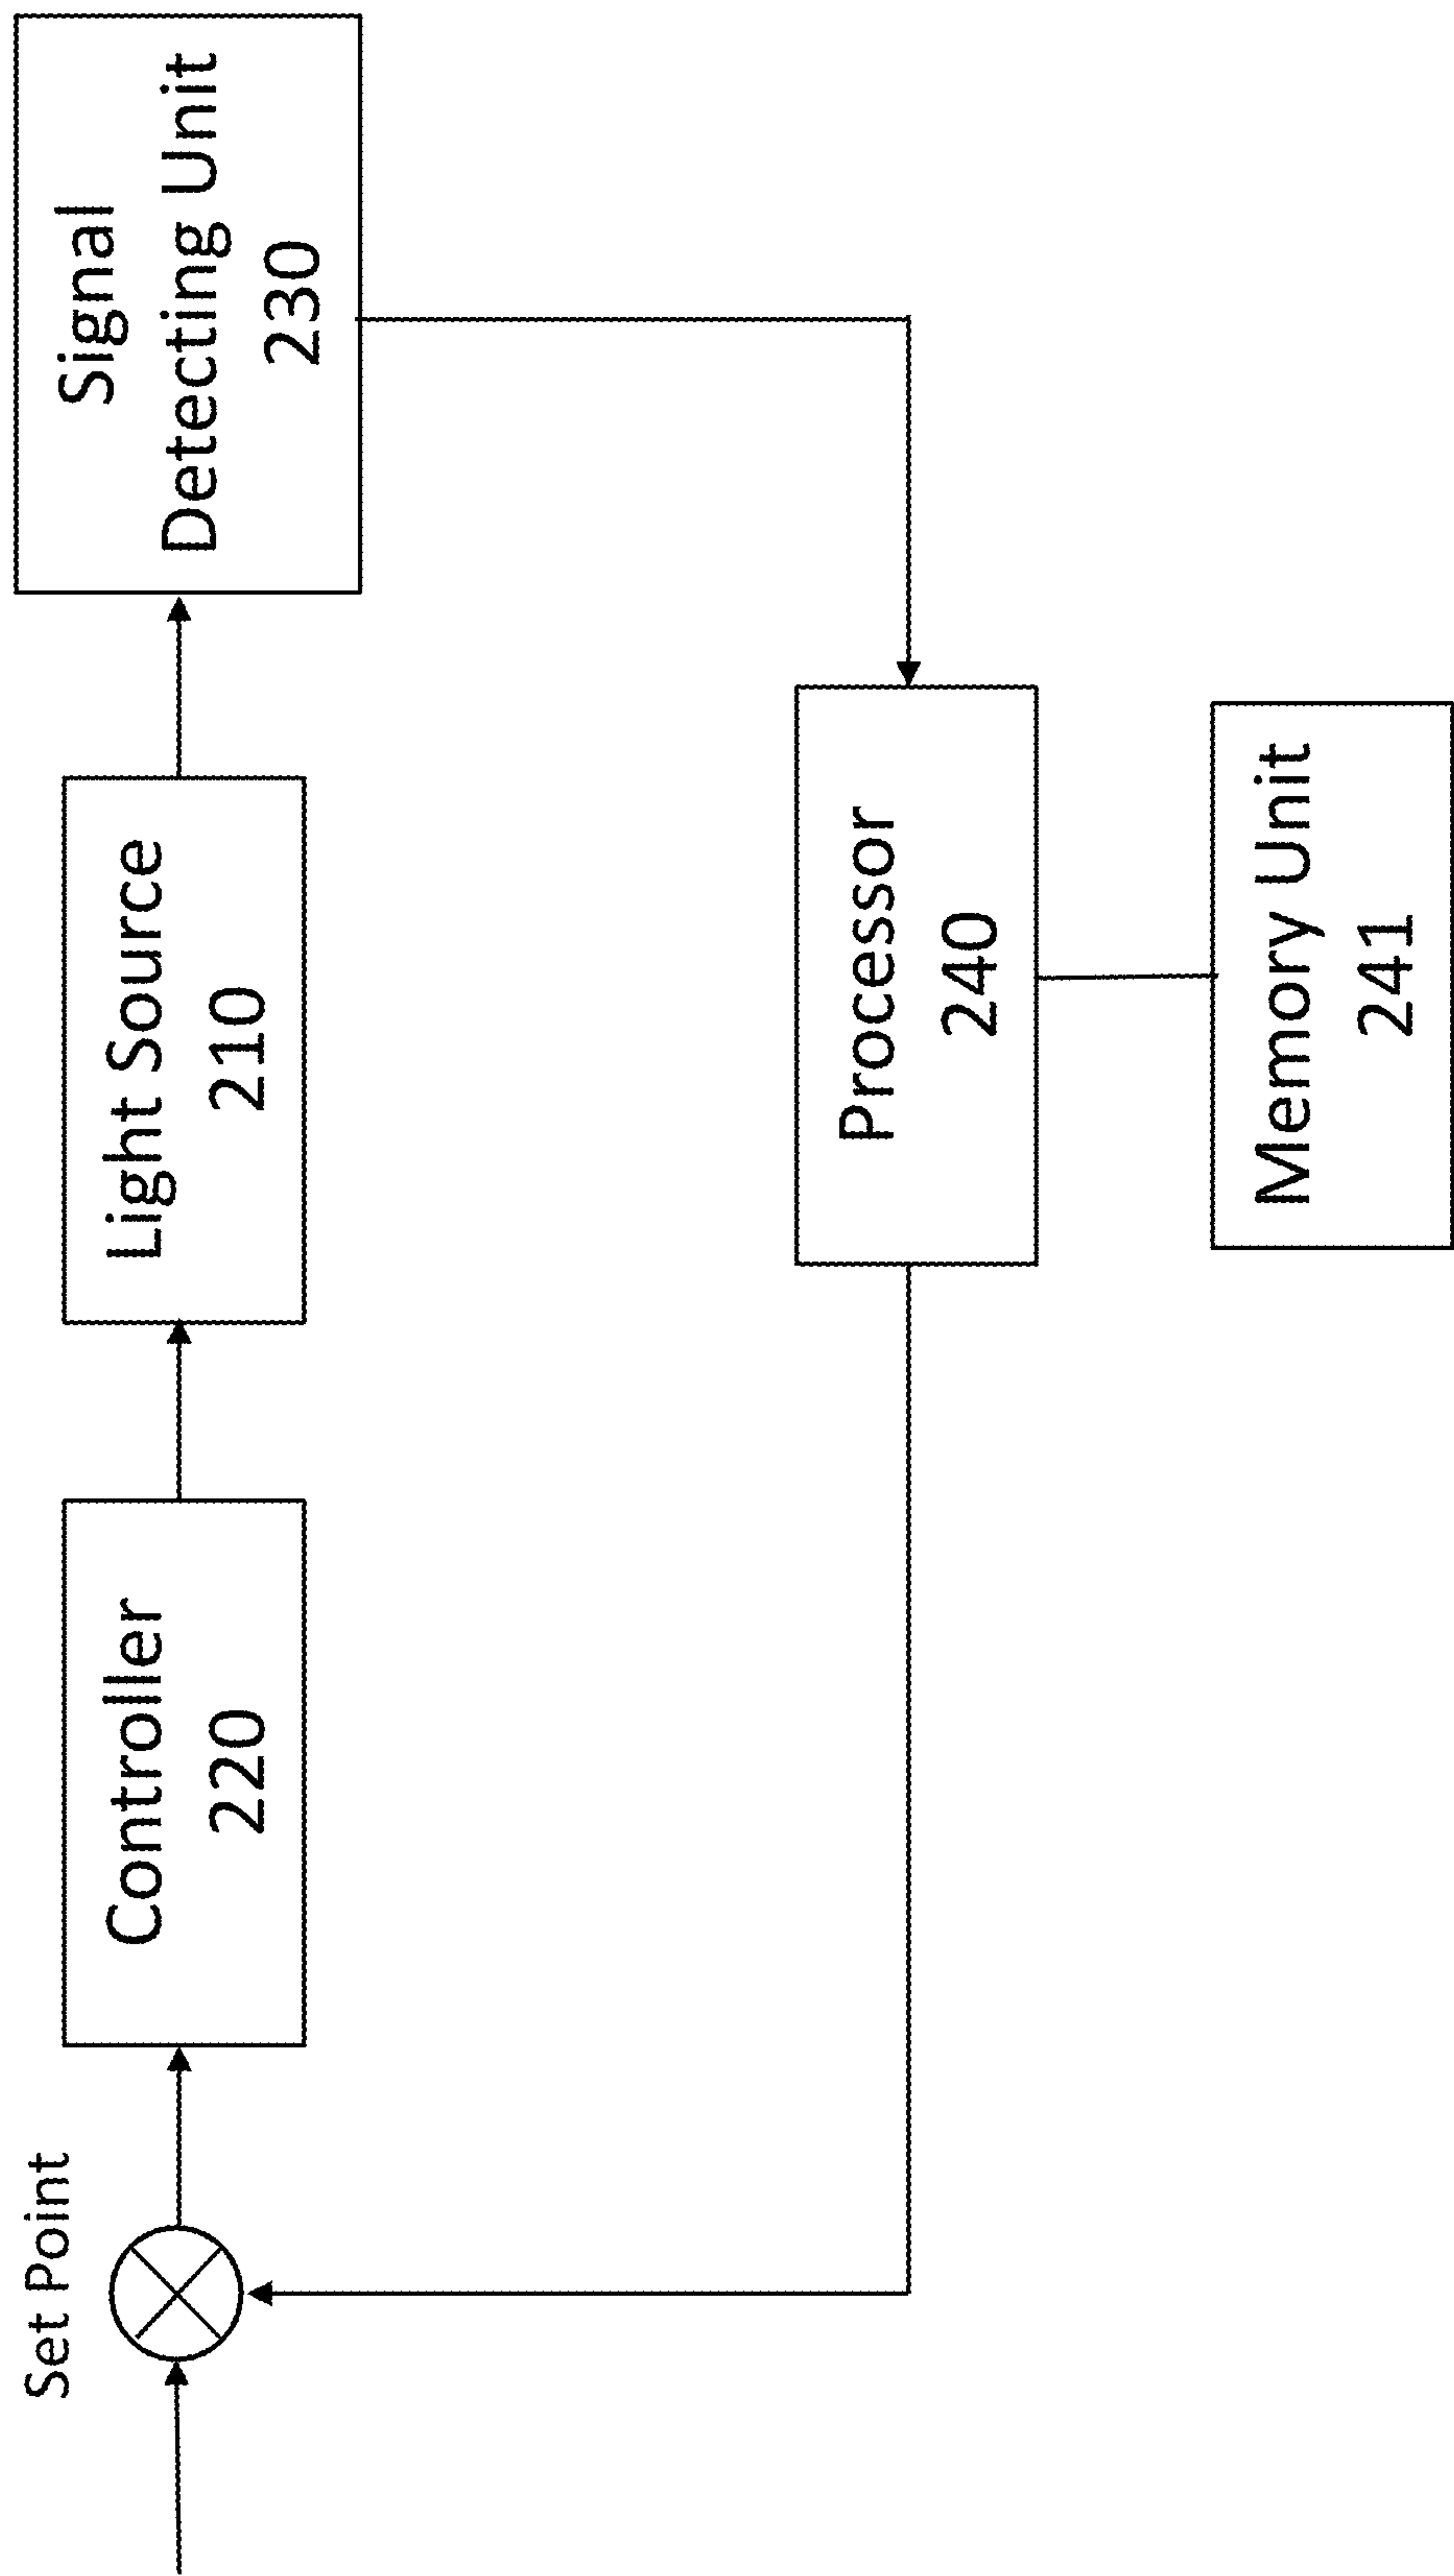 Set Point
Controller
220
Light Source
210
Signal
Detecting Unit
230
Processor
240
Memory Unit
241